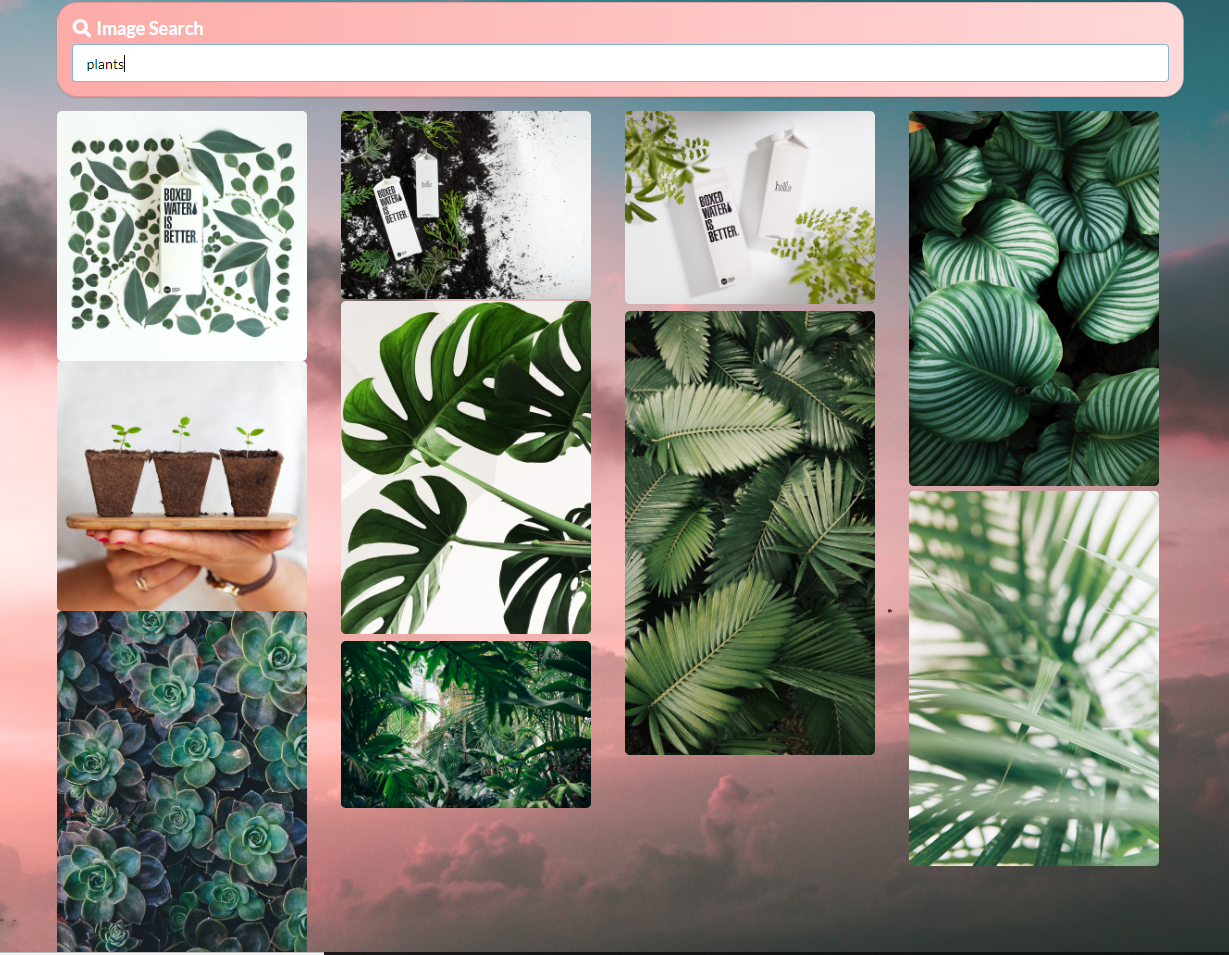 Image Search
plants
BOXED
WATER
IS
BETTER.
BOXED
WATER
IS
BETTER.
BOXED
WATER
IS
BETTER.